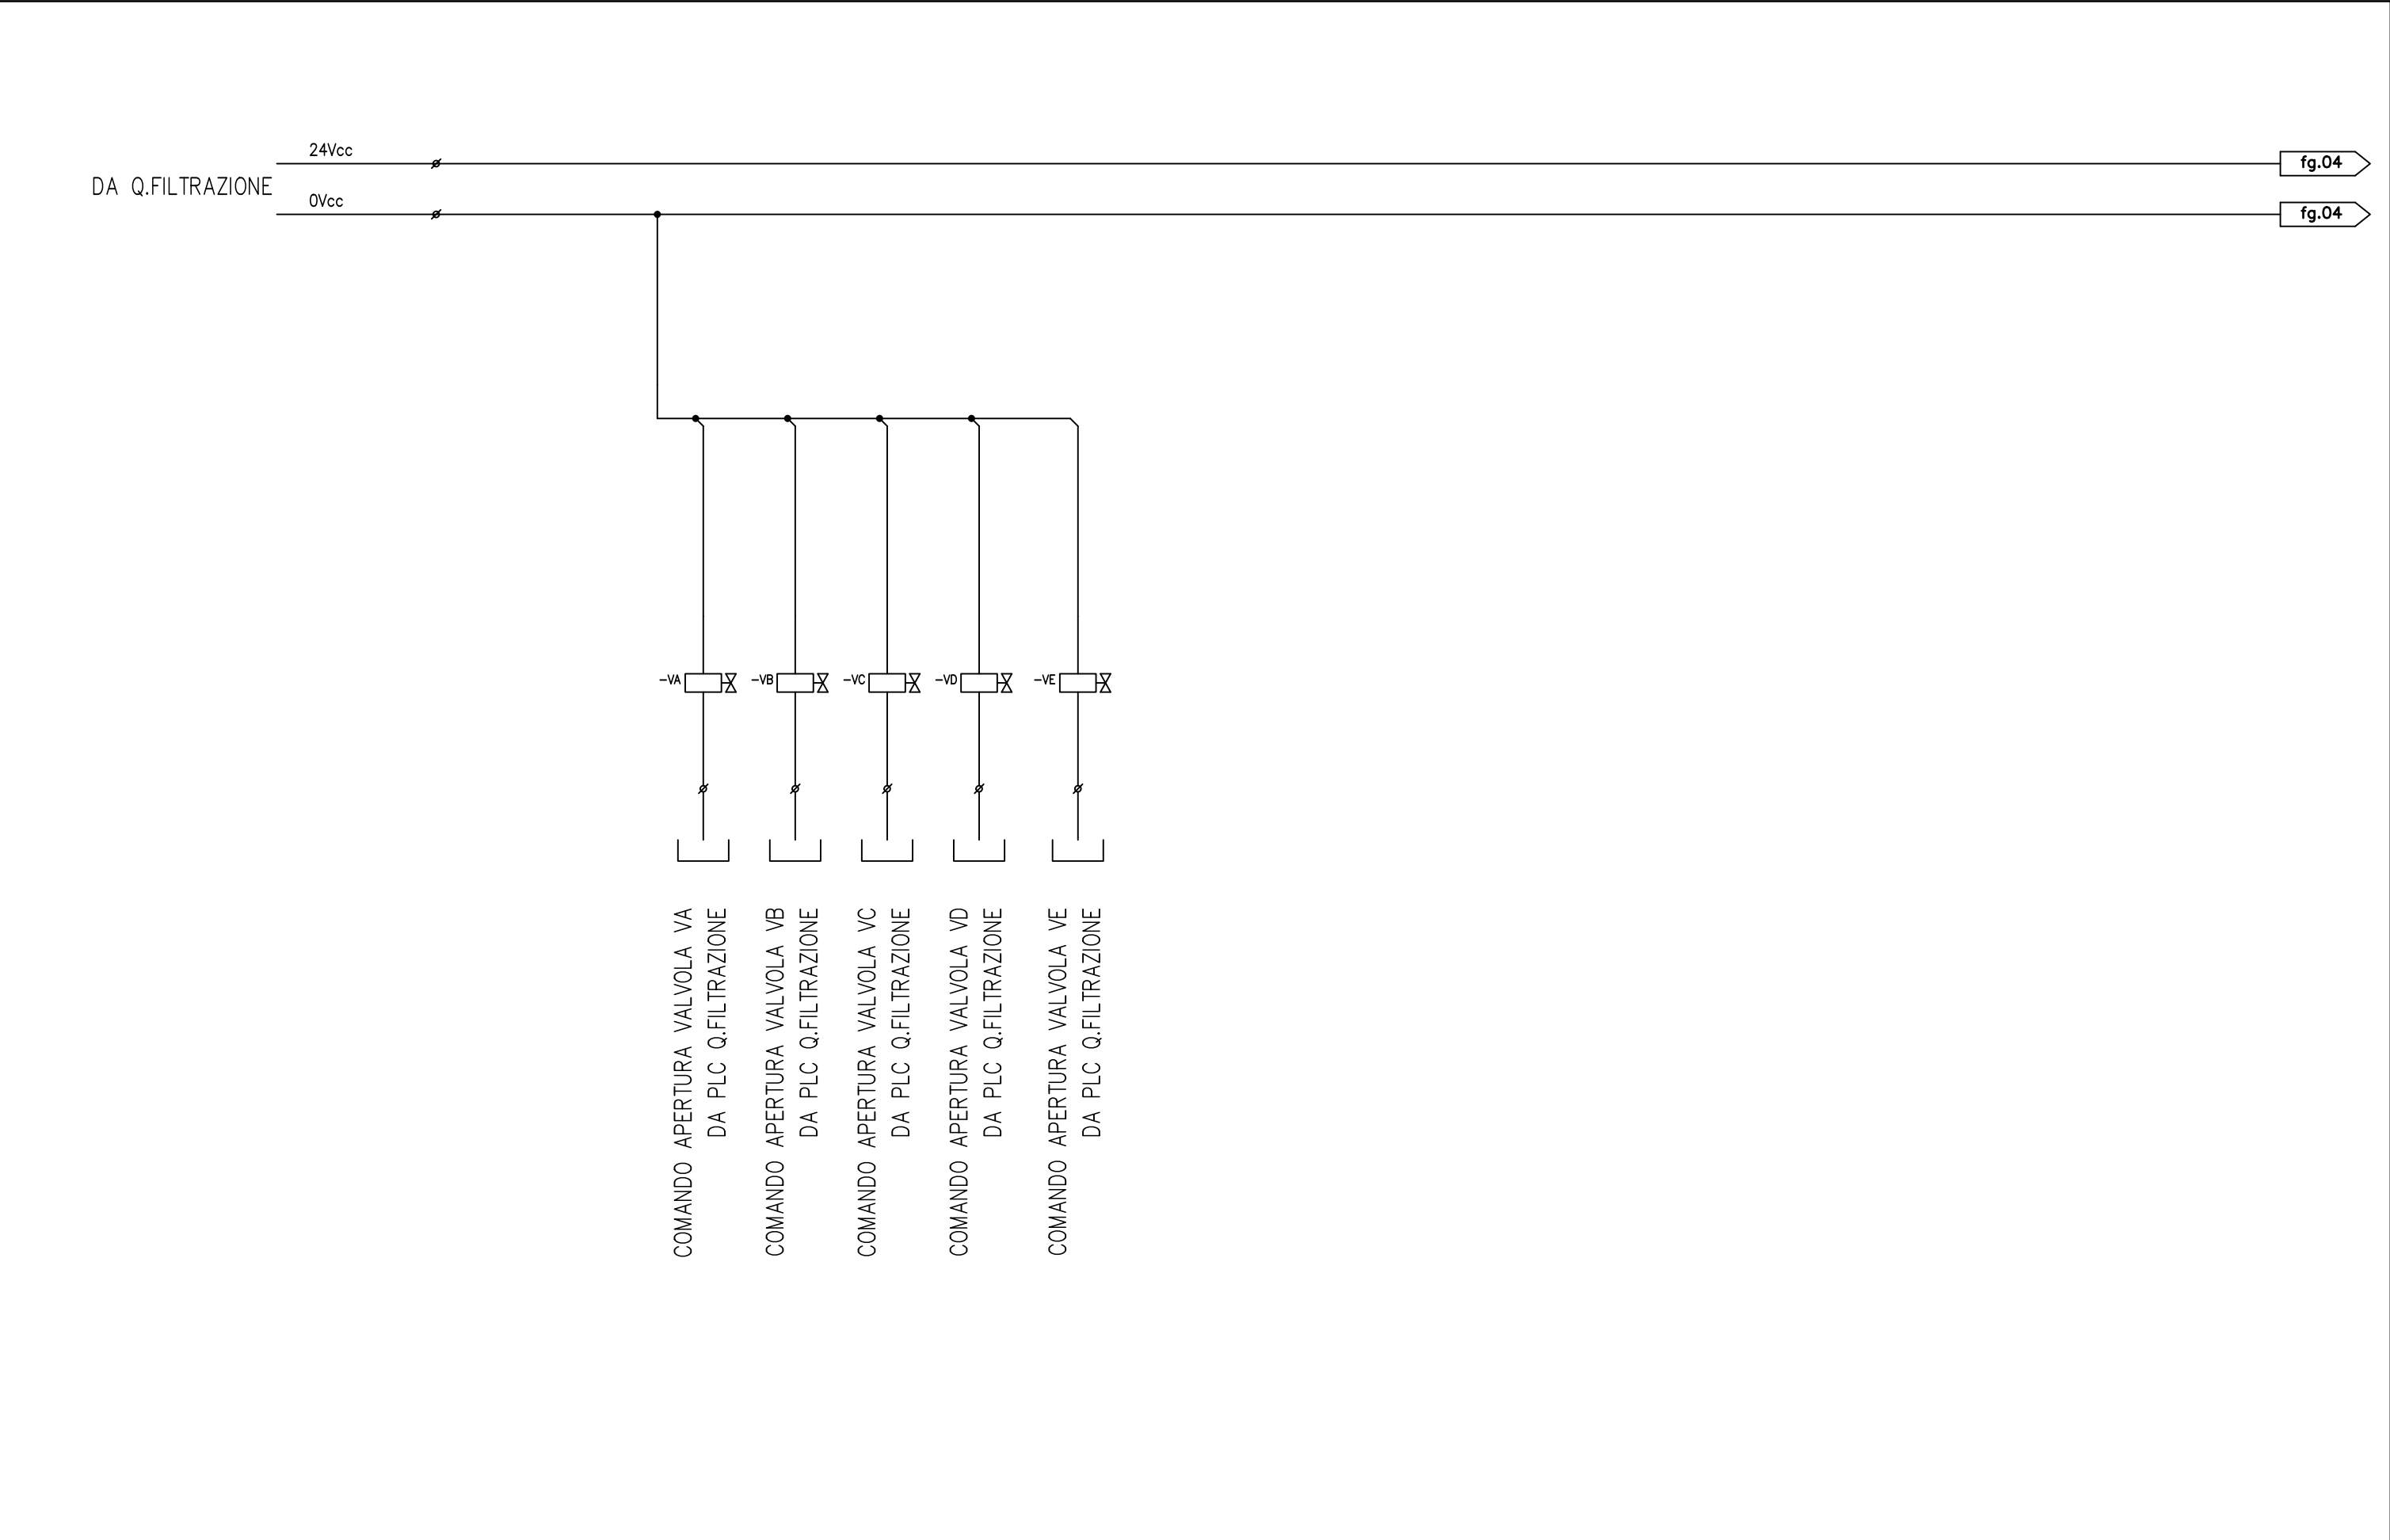 24Vcc
fg.04
DA Q.FILTRAZIONE
0Vcc
fg.04
-VA
-VB
-VC
-VD
-VE
COMANDO APERTURA VALVOLA VA
DA PLC Q.FILTRAZIONE
COMANDO APERTURA VALVOLA VB
DA PLC Q.FILTRAZIONE
COMANDO APERTURA VALVOLA VC
DA PLC Q.FILTRAZIONE
COMANDO APERTURA VALVOLA VD
DA PLC Q.FILTRAZIONE
COMANDO APERTURA VALVOLA VE
DA PLC Q.FILTRAZIONE